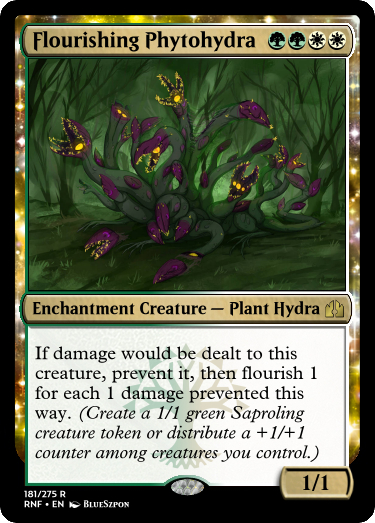 Flourishing Phytohydra
Enchantment Creature — Plant Hydra
If damage would be dealt to this
creature, prevent it, then flourish 1
for each 1 damage prevented this
way. (Create a 1/1 green Saproling
creature token or distribute a +1/+1
counter among creatures you control.)
1/1
181/275 R
RNF • EN BlueSzpon